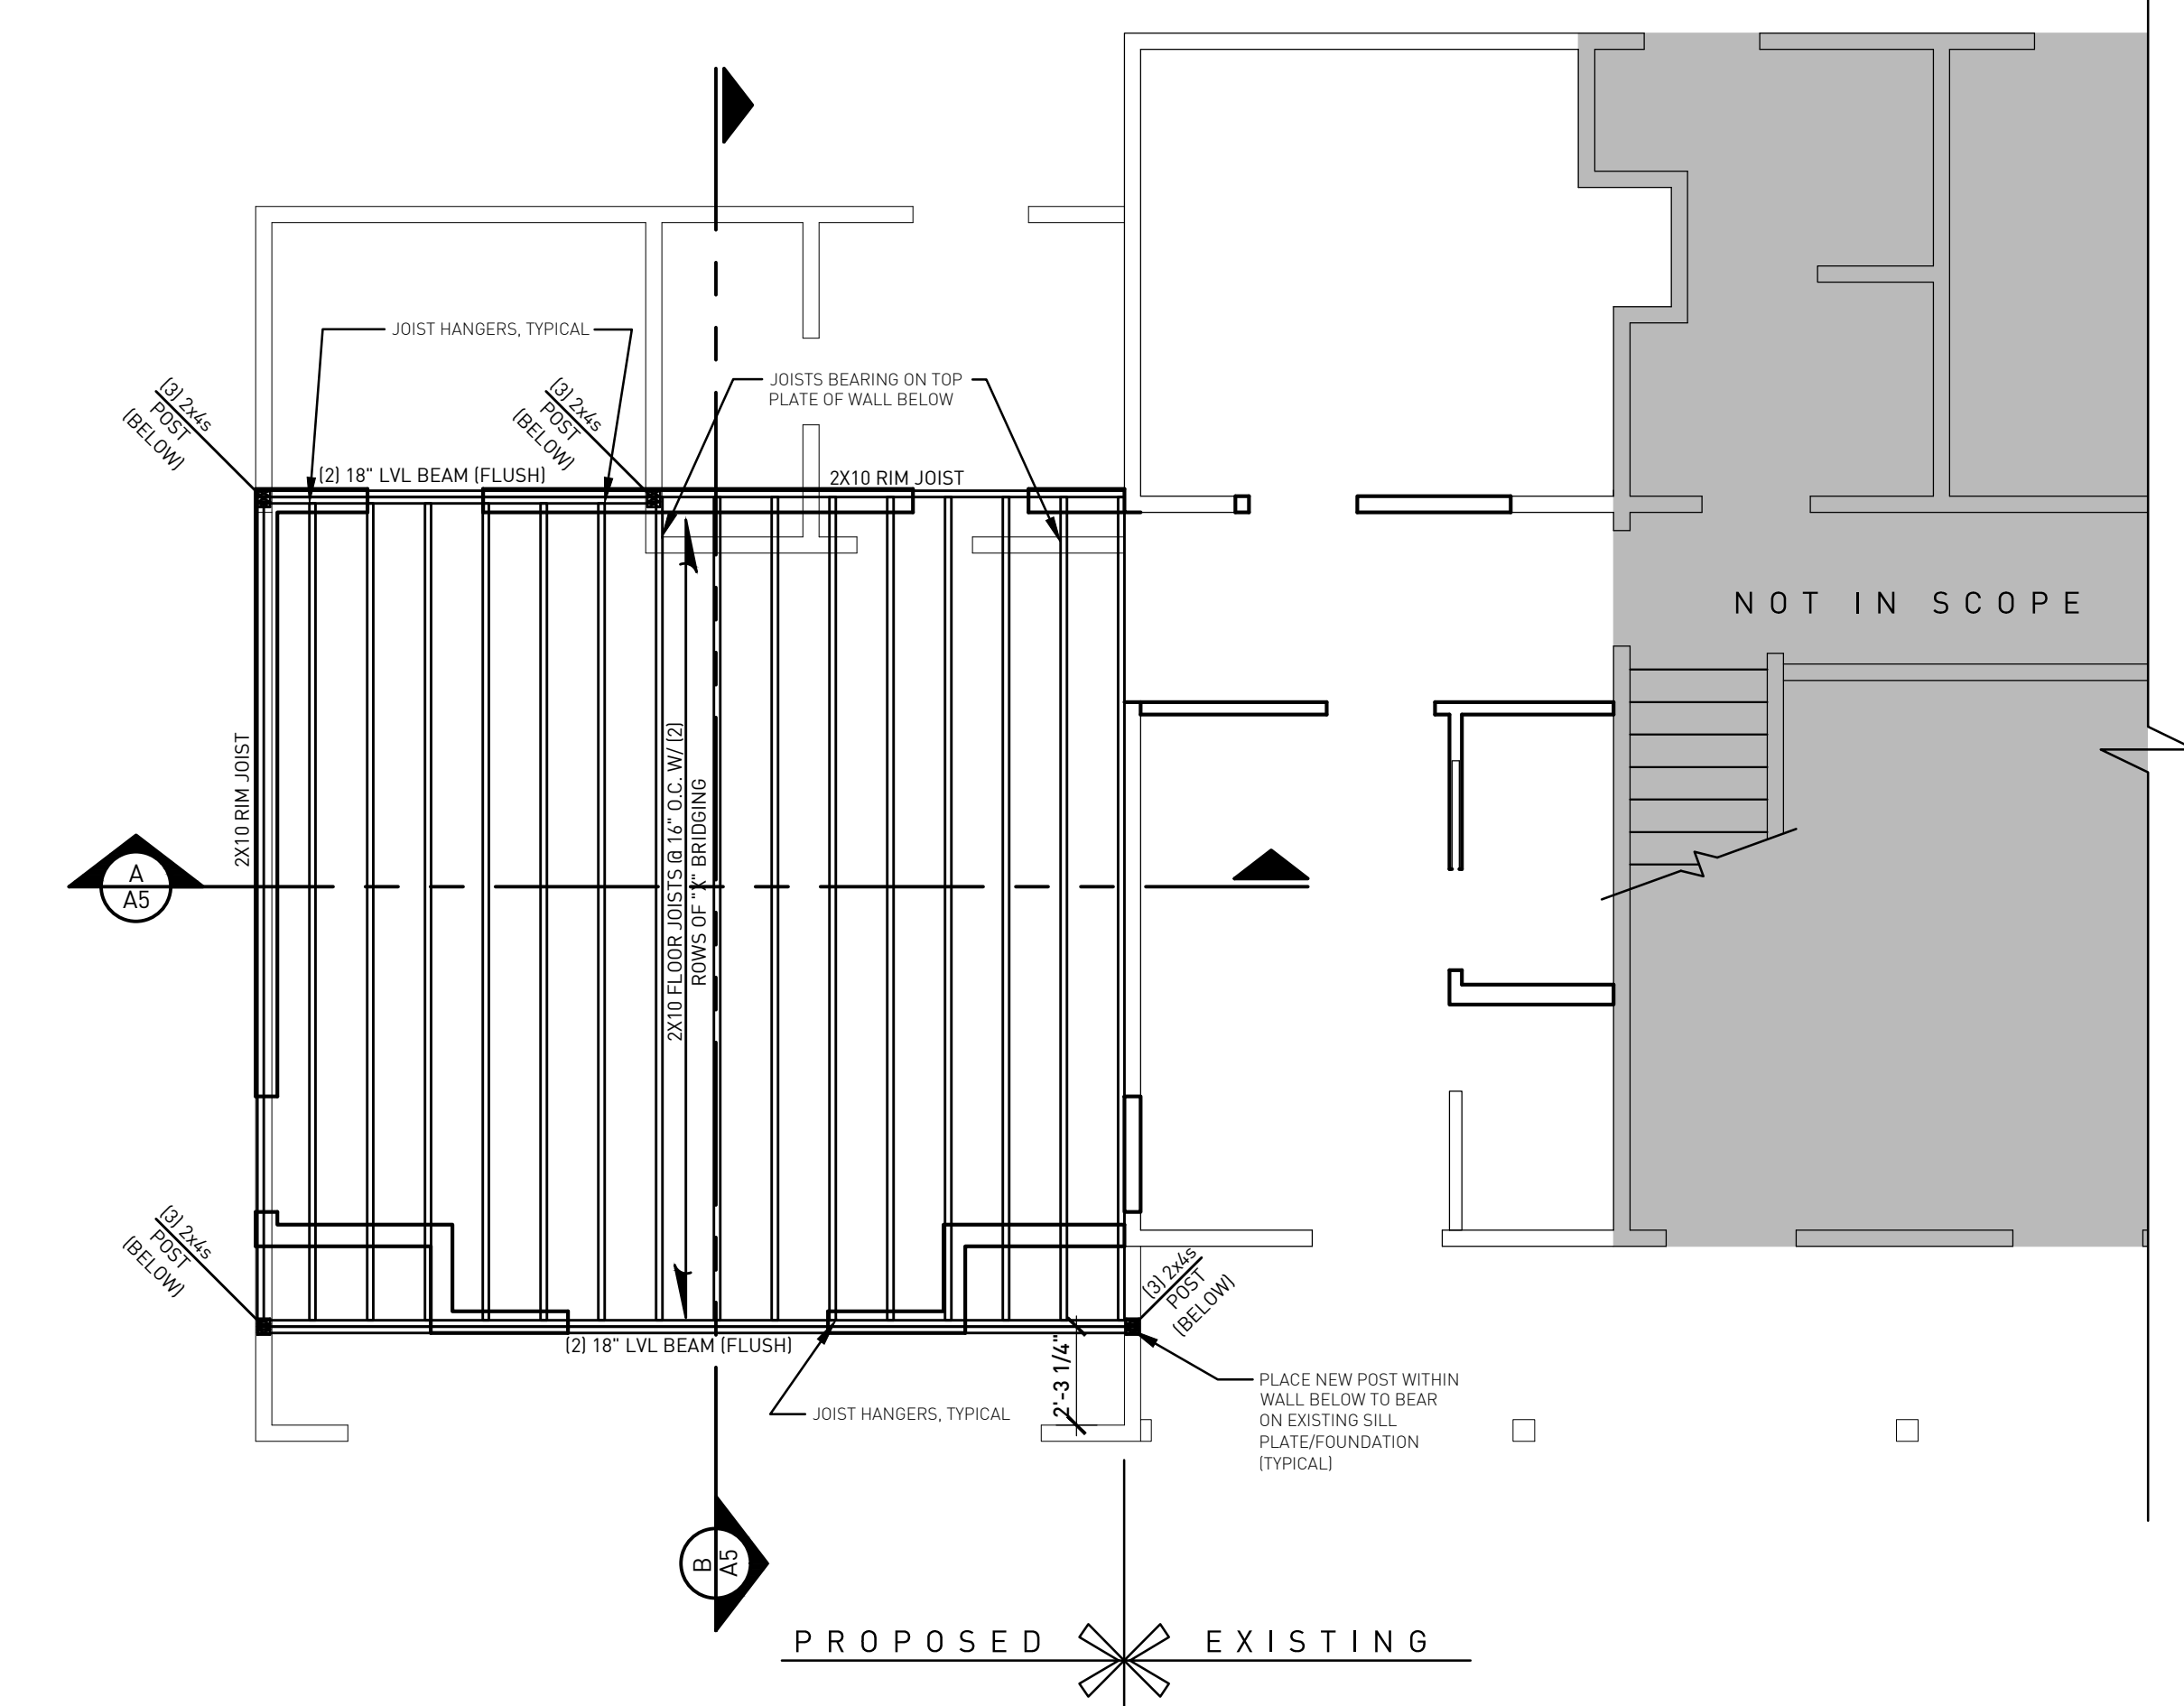 JOIST HANGERS, TYPICAL
JOISTS BEARING ON TOP
PLATE OF WALL BELOW
(3) 2x4s
POST
(BELOW)
(3) 2x4s
POST
(BELOW)
(2) 18" LVL BEAM (FLUSH)
2X10 RIM JOIST
NOT IN SCOPE
2X10 RIM JOIST
2X10 FLOOR JOISTS @ 16" O.C. W/ (2)
ROWS OF "X" BRIDGING
A
A5
(3) 2x4s
POST
(BELOW)
(3) 2x4s
POST
(BELOW)
(2) 18" LVL BEAM (FLUSH)
2'-3 1/4"
JOIST HANGERS, TYPICAL
PLACE NEW POST WITHIN
WALL BELOW TO BEAR
ON EXISTING SILL
PLATE/FOUNDATION
(TYPICAL)
B
A5
PROPOSED
EXISTING